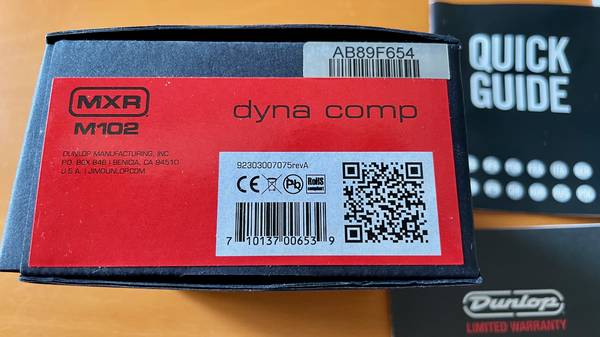 AB89F654
MXR
M102
dyna comp
DUNLOP MANUFACTURING, INC
P.O. BOX 846 | BENICIA, CA 94510
U.S.A. | JIMDUNLOP.COM
92303007075revA
CE
Pb
RoHS
compliant
7 10137 00653 9
QUICK
GUIDE
Dunlop
LIMITED WARRANTY